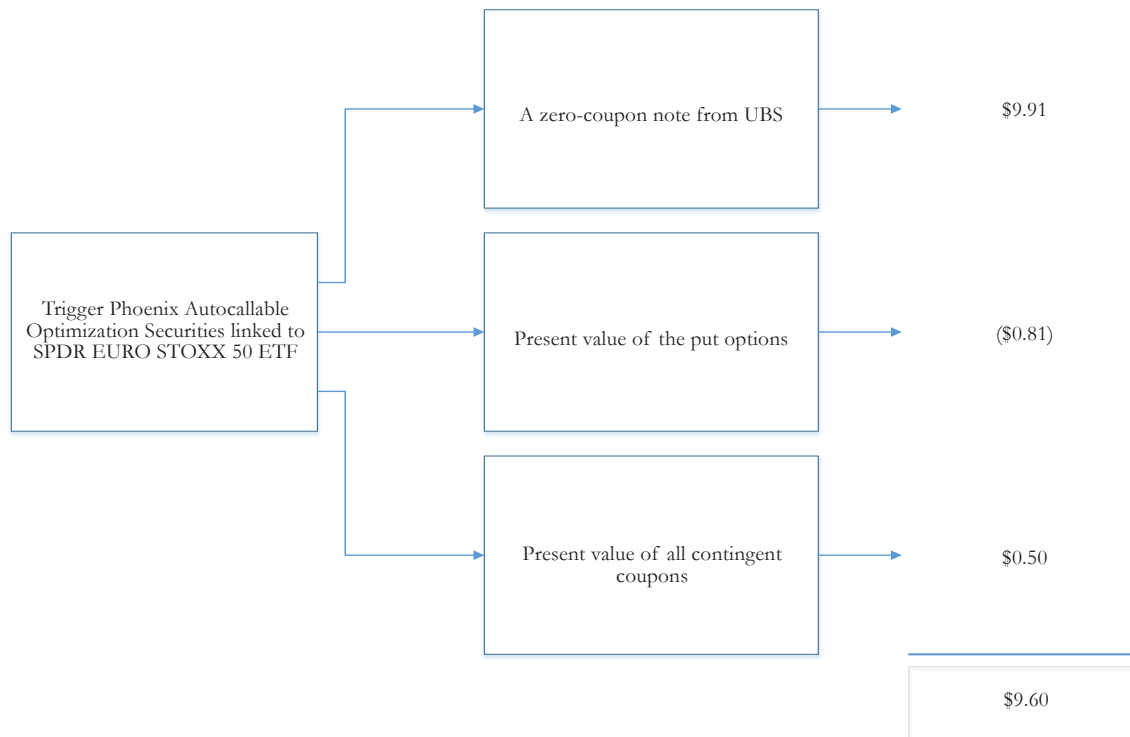 A zero-coupon note from UBS
$9.91
Trigger Phoenix Autocallable
Optimization Securities linked to
SPDR EURO STOXX 50 ETF
Present value of the put options
($0.81)
Present value of all contingent
coupons
$0.50
$9.60